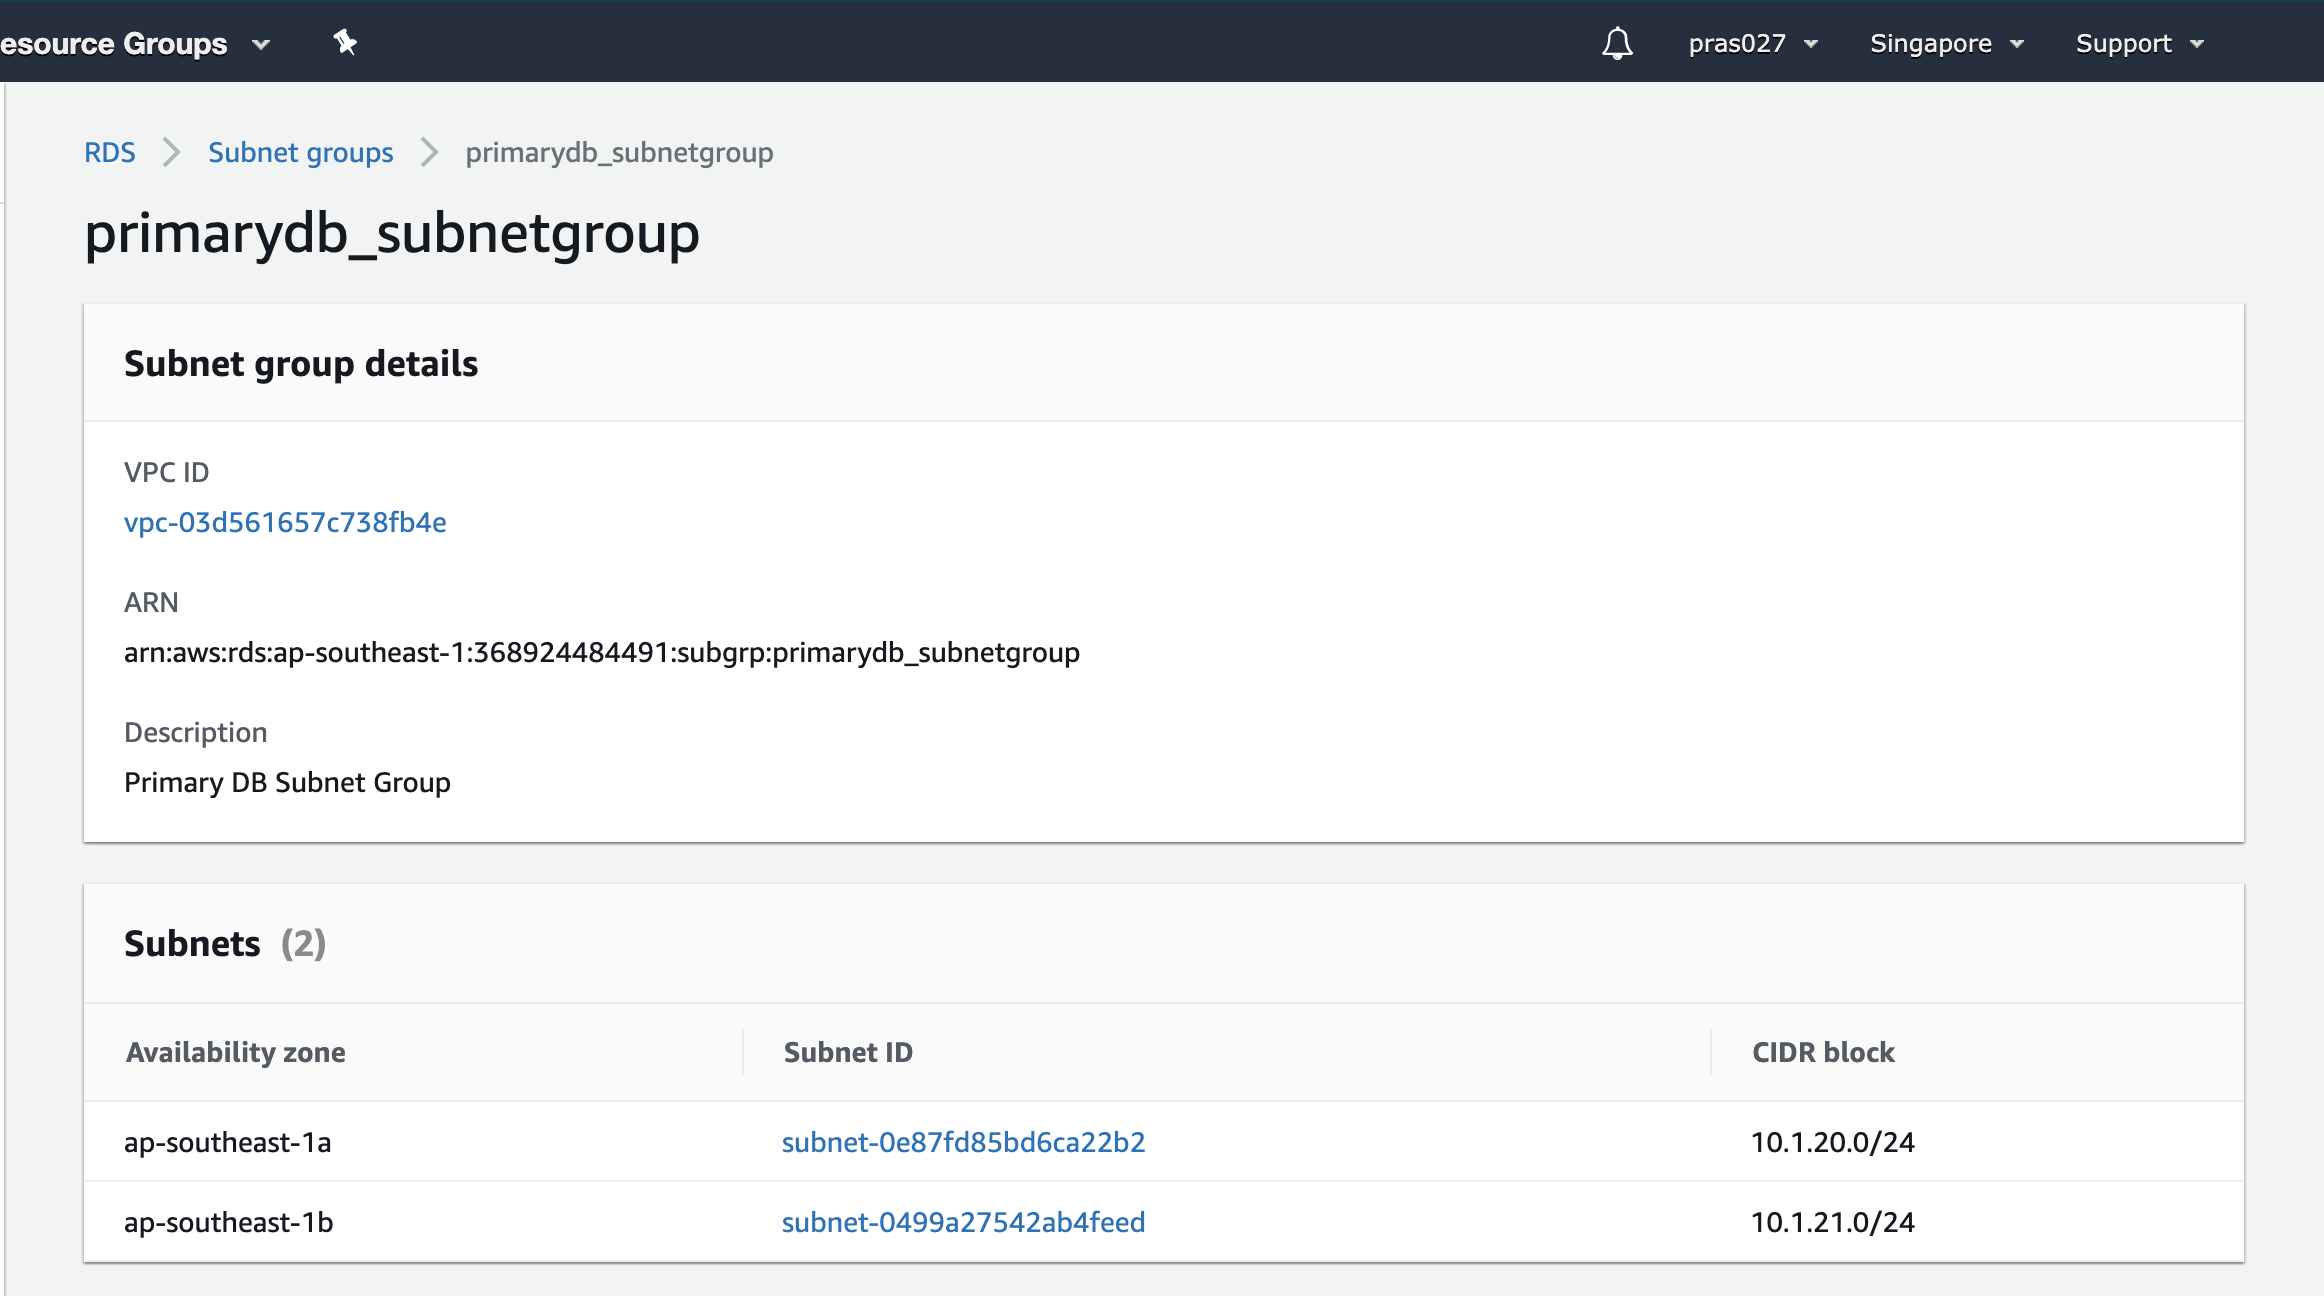 esource Groups
pras027
Singapore
Support
RDS
Subnet groups
primarydb_subnetgroup
primarydb_subnetgroup
Subnet group details
VPC ID
vpc-03d561657c738fb4e
ARN
arn:aws:rds:ap-southeast-1:368924484491:subgrp:primarydb_subnetgroup
Description
Primary DB Subnet Group
Subnets (2)
Availability zone Subnet ID CIDR block
ap-southeast-1a subnet-0e87fd85bd6ca22b2 10.1.20.0/24
ap-southeast-1b subnet-0499a27542ab4feed 10.1.21.0/24